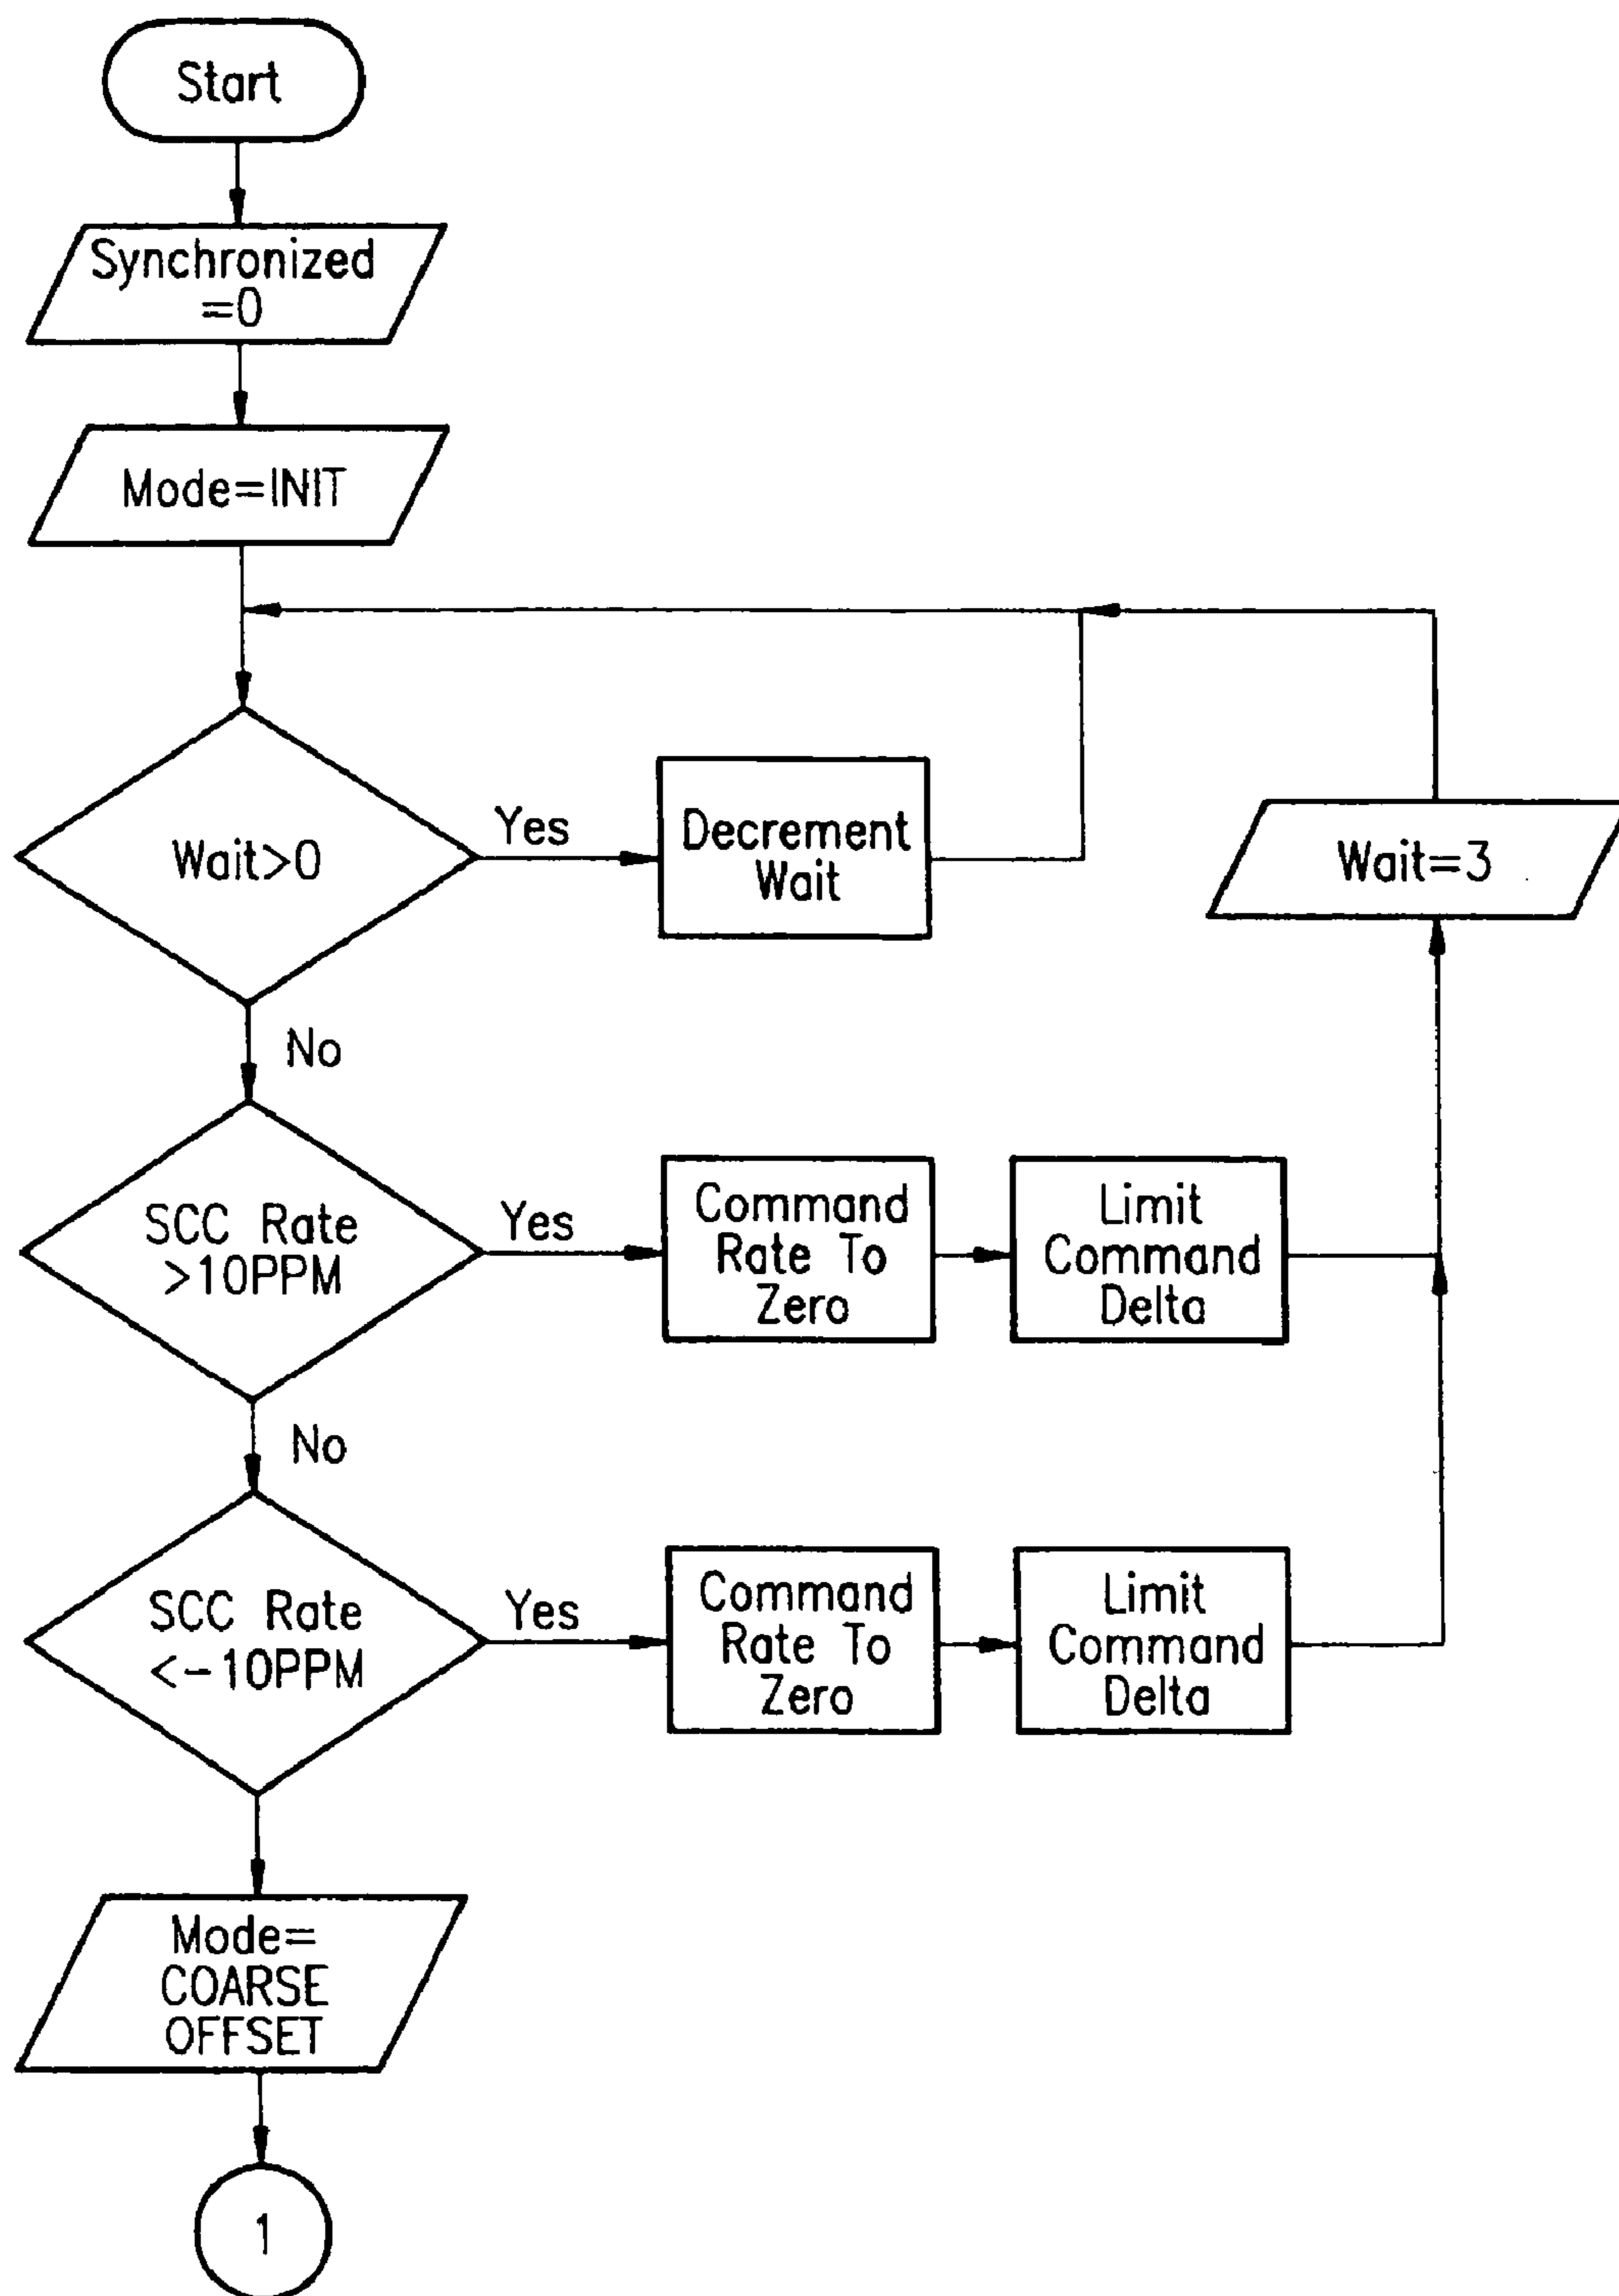 Start
Synchronized
=0
Mode=INIT
Wait>0
Yes
Decrement
Wait
Wait=3
No
SCC Rate
>10PPM
Yes
Command
Rate To
Zero
Limit
Command
Delta
No
SCC Rate
<-10PPM
Yes
Command
Rate To
Zero
Limit
Command
Delta
Mode=
COARSE
OFFSET
1